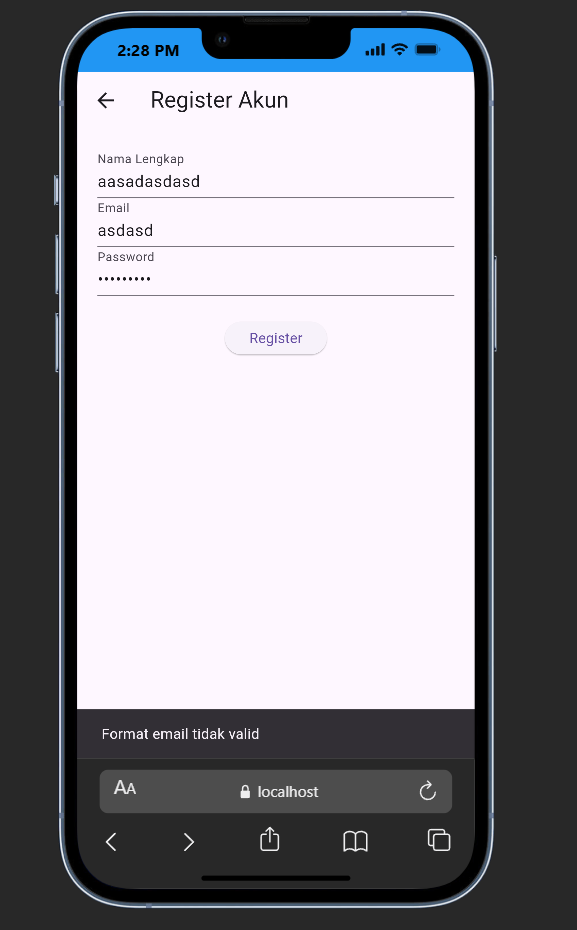 2:28 PM
Register Akun
Nama Lengkap
aasadasdasd
Email
asdasd
Password
•••••••••
Register
Format email tidak valid
AA
localhost